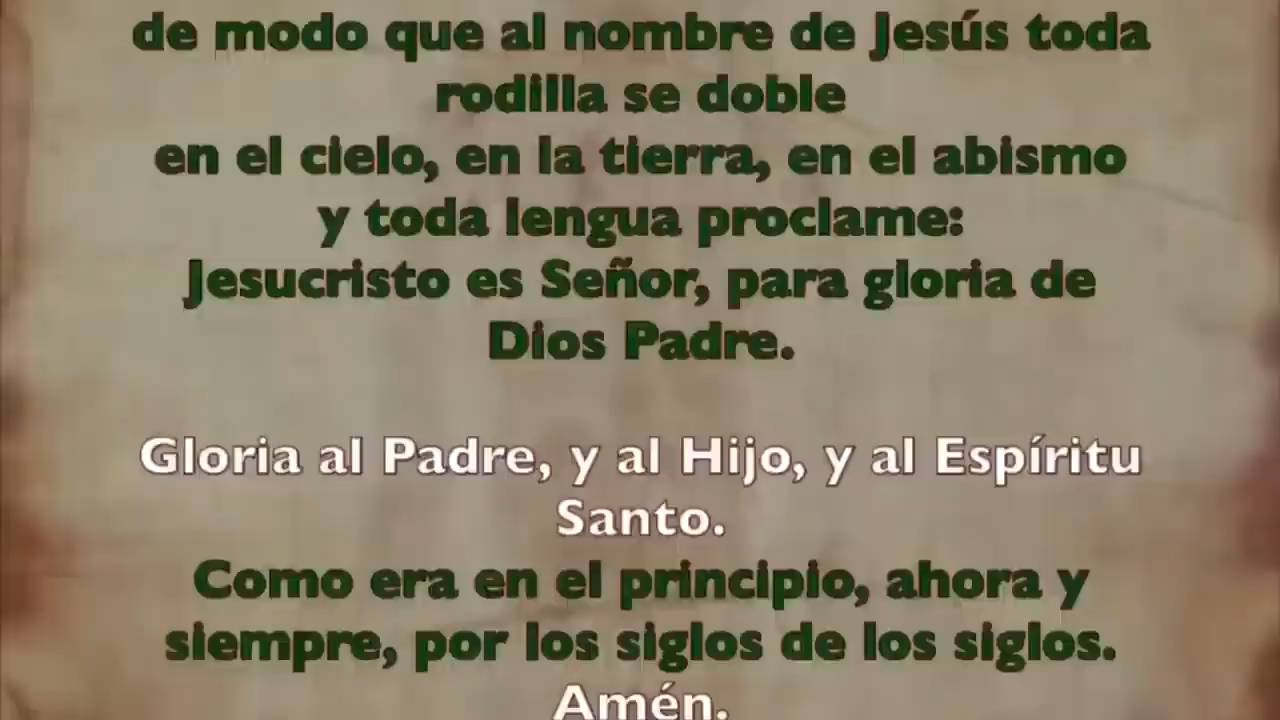 de modo que al nombre de Jesús toda
rodilla se doble
en el cielo, en la tierra, en el abismo
y toda lengua proclame:
Jesucristo es Señor, para gloria de
Dios Padre.
Gloria al Padre, y al Hijo, y al Espíritu
Santo.
Como era en el principio, ahora y
siempre, por los siglos de los siglos.
Amén.